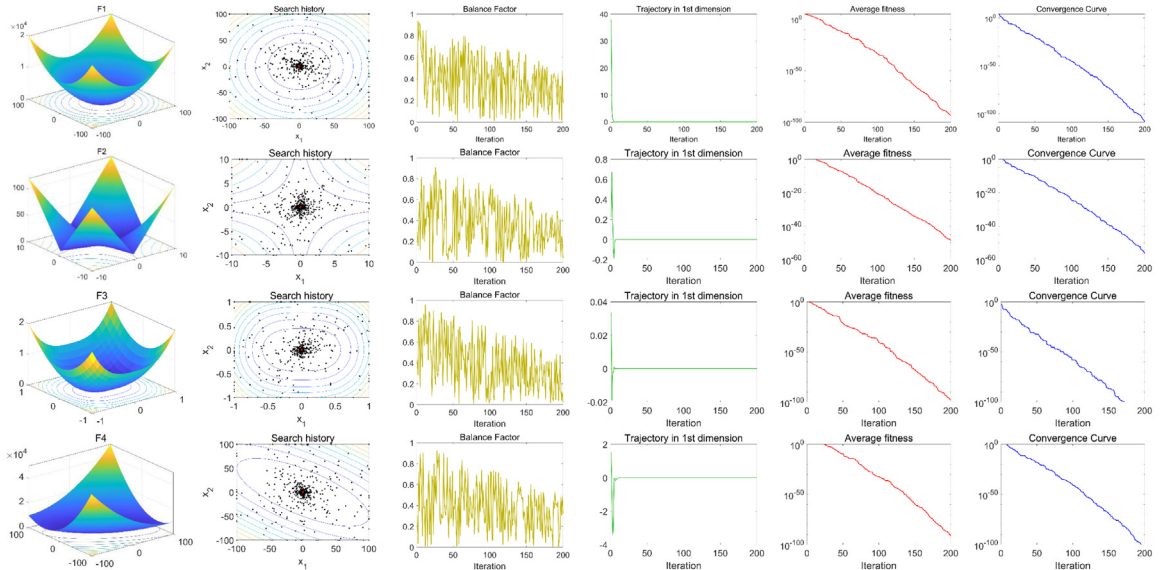 F1 Search history Balance Factor Trajectory in 1st dimension Average fitness Convergence Curve
×10⁴
2
1
0
100
0
-100 -100
0
100
x₂
100
50
0
-50
-100
-100 -50 0 50 100
x₁
1
0.8
0.6
0.4
0.2
0
0 50 100 150 200
Iteration
40
30
20
10
0
0 50 100 150 200
Iteration
10⁰
10⁻⁵⁰
10⁻¹⁰⁰
0 50 100 150 200
Iteration
10⁰
10⁻⁵⁰
10⁻¹⁰⁰
0 50 100 150 200
Iteration
F2 Search history Balance Factor Trajectory in 1st dimension Average fitness Convergence Curve
100
50
0
10
0
-10 -10
0
10
x₂
10
5
0
-5
-10
-10 -5 0 5 10
x₁
1
0.8
0.6
0.4
0.2
0
0 50 100 150 200
Iteration
0.8
0.6
0.4
0.2
0
-0.2
0 50 100 150 200
Iteration
10⁰
10⁻²⁰
10⁻⁴⁰
10⁻⁶⁰
0 50 100 150 200
Iteration
10⁰
10⁻²⁰
10⁻⁴⁰
10⁻⁶⁰
0 50 100 150 200
Iteration
F3 Search history Balance Factor Trajectory in 1st dimension Average fitness Convergence Curve
2
1
0
1
0
-1 -1
0
1
x₂
1
0.5
0
-0.5
-1
-1 -0.5 0 0.5 1
x₁
1
0.8
0.6
0.4
0.2
0
0 50 100 150 200
Iteration
0.04
0.02
0
-0.02
0 50 100 150 200
Iteration
10⁰
10⁻⁵⁰
10⁻¹⁰⁰
0 50 100 150 200
Iteration
10⁰
10⁻⁵⁰
10⁻¹⁰⁰
0 50 100 150 200
Iteration
F4 Search history Balance Factor Trajectory in 1st dimension Average fitness Convergence Curve
×10⁴
4
2
0
100
0
-100 -100
0
100
x₂
100
50
0
-50
-100
-100 -50 0 50 100
x₁
1
0.8
0.6
0.4
0.2
0
0 50 100 150 200
Iteration
2
0
-2
-4
0 50 100 150 200
Iteration
10⁰
10⁻⁵⁰
10⁻¹⁰⁰
0 50 100 150 200
Iteration
10⁰
10⁻⁵⁰
10⁻¹⁰⁰
0 50 100 150 200
Iteration